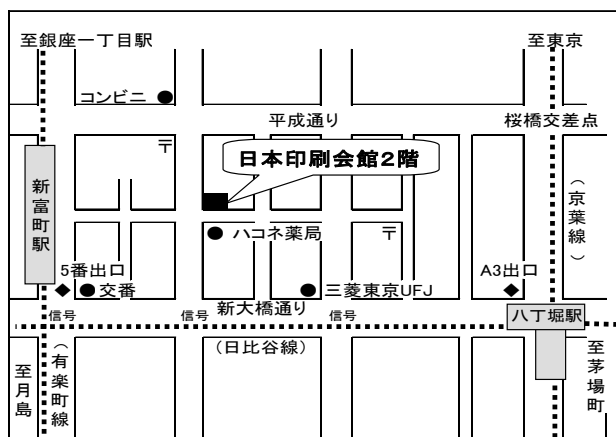 至銀座一丁目駅
至東京
コンビニ
平成通り
桜橋交差点
〒
日本印刷会館2階
新富町駅
(京葉線)
ハコネ薬局
〒
5番出口
A3出口
交番
三菱東京UFJ
新大橋通り
信号
信号
信号
八丁堀駅
(日比谷線)
(有楽町線)
至月島
至茅場町